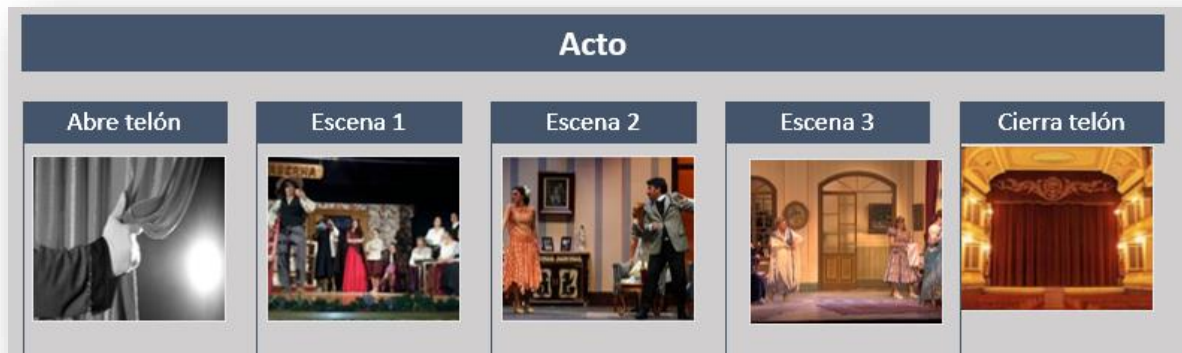 Acto
Abre telón
Escena 1
Escena 2
Escena 3
Cierra telón